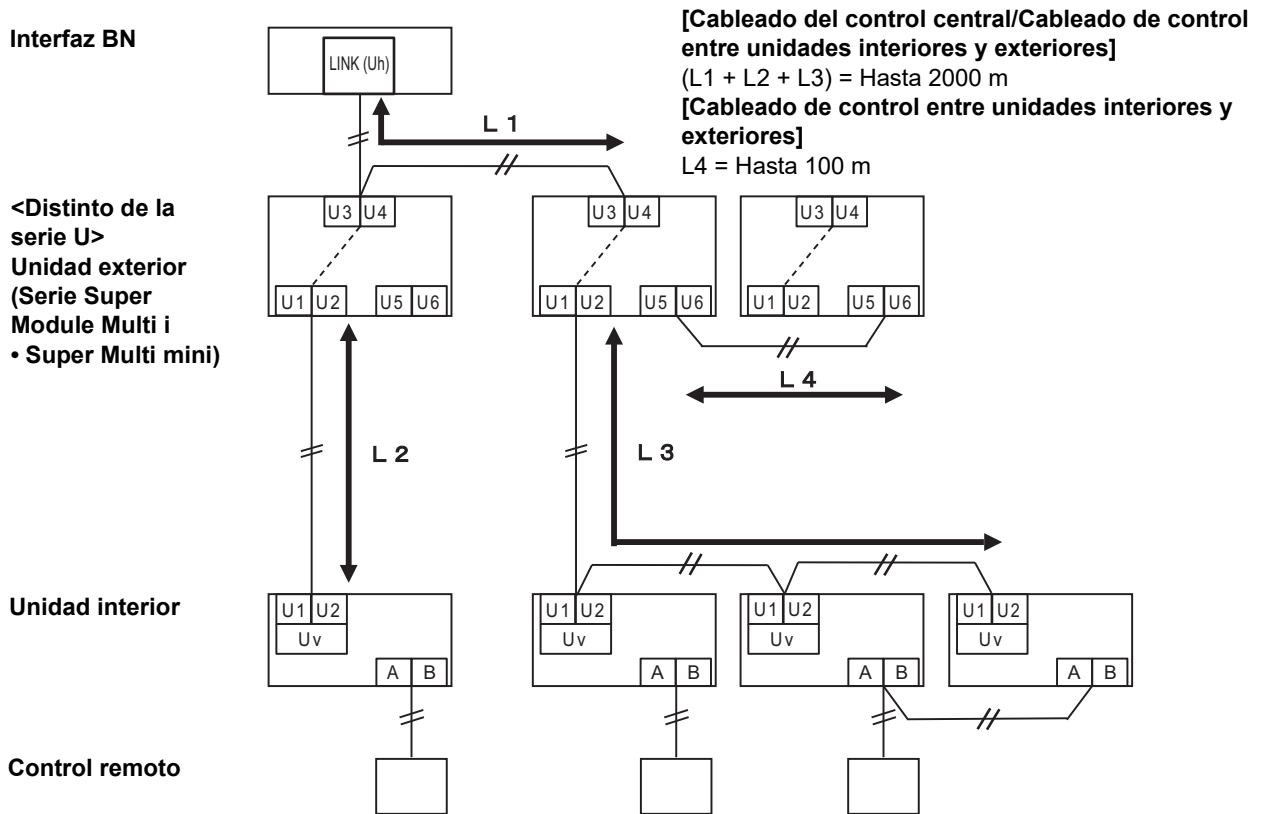 Interfaz BN
LINK (Uh)
[Cableado del control central/Cableado de control
entre unidades interiores y exteriores]
(L1 + L2 + L3) = Hasta 2000 m
[Cableado de control entre unidades interiores y
exteriores]
L4 = Hasta 100 m
L 1
<Distinto de la
serie U>
Unidad exterior
(Serie Super
Module Multi i
• Super Multi mini)
U3 U4
U3 U4
U3 U4
U1 U2 U5 U6
U1 U2 U5 U6
U1 U2 U5 U6
L 4
L 2
L 3
Unidad interior
U1 U2
Uv
A B
U1 U2
Uv
A B
U1 U2
Uv
A B
U1 U2
Uv
A B
Control remoto